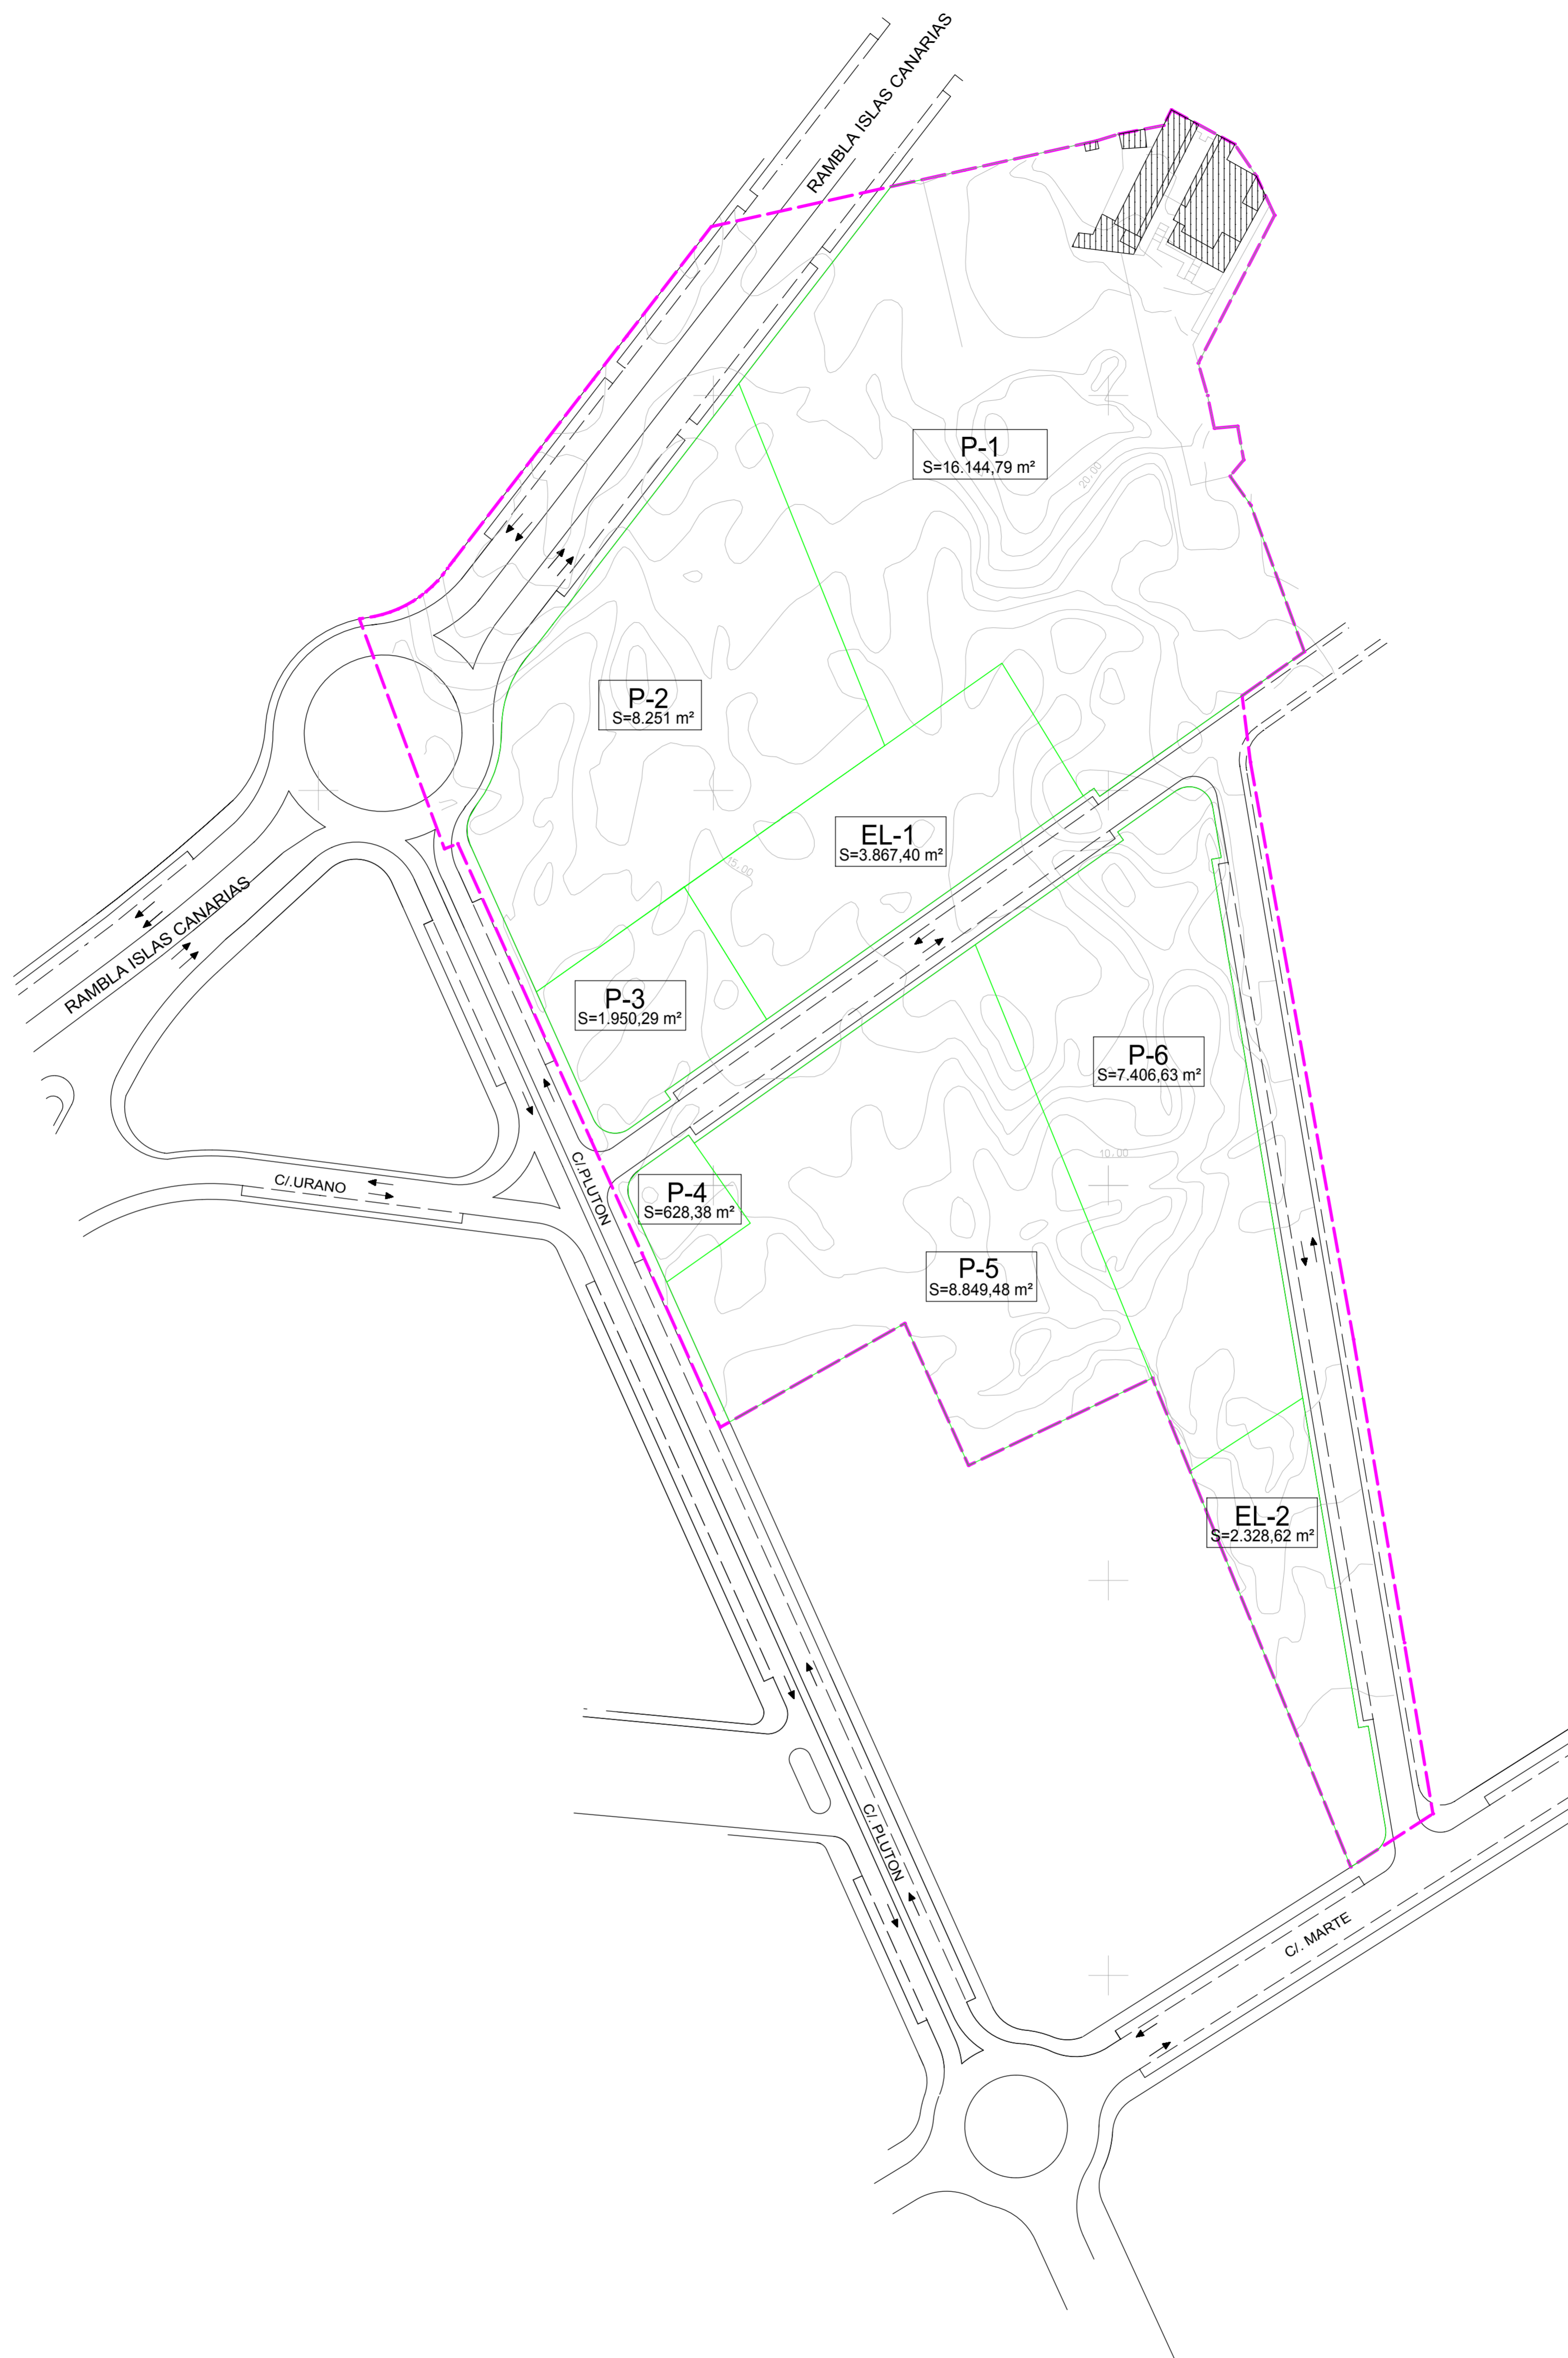 RAMBLA ISLAS CANARIAS
P-1
S=16.144,79 m²
20.00
P-2
S=8.251 m²
EL-1
S=3.867,40 m²
15.00
RAMBLA ISLAS CANARIAS
P-3
S=1.950,29 m²
P-6
S=7.406,63 m²
10.00
C/.URANO
C/.PLUTON
P-4
S=628,38 m²
P-5
S=8.849,48 m²
EL-2
S=2.328,62 m²
C/. PLUTON
C/. MARTE